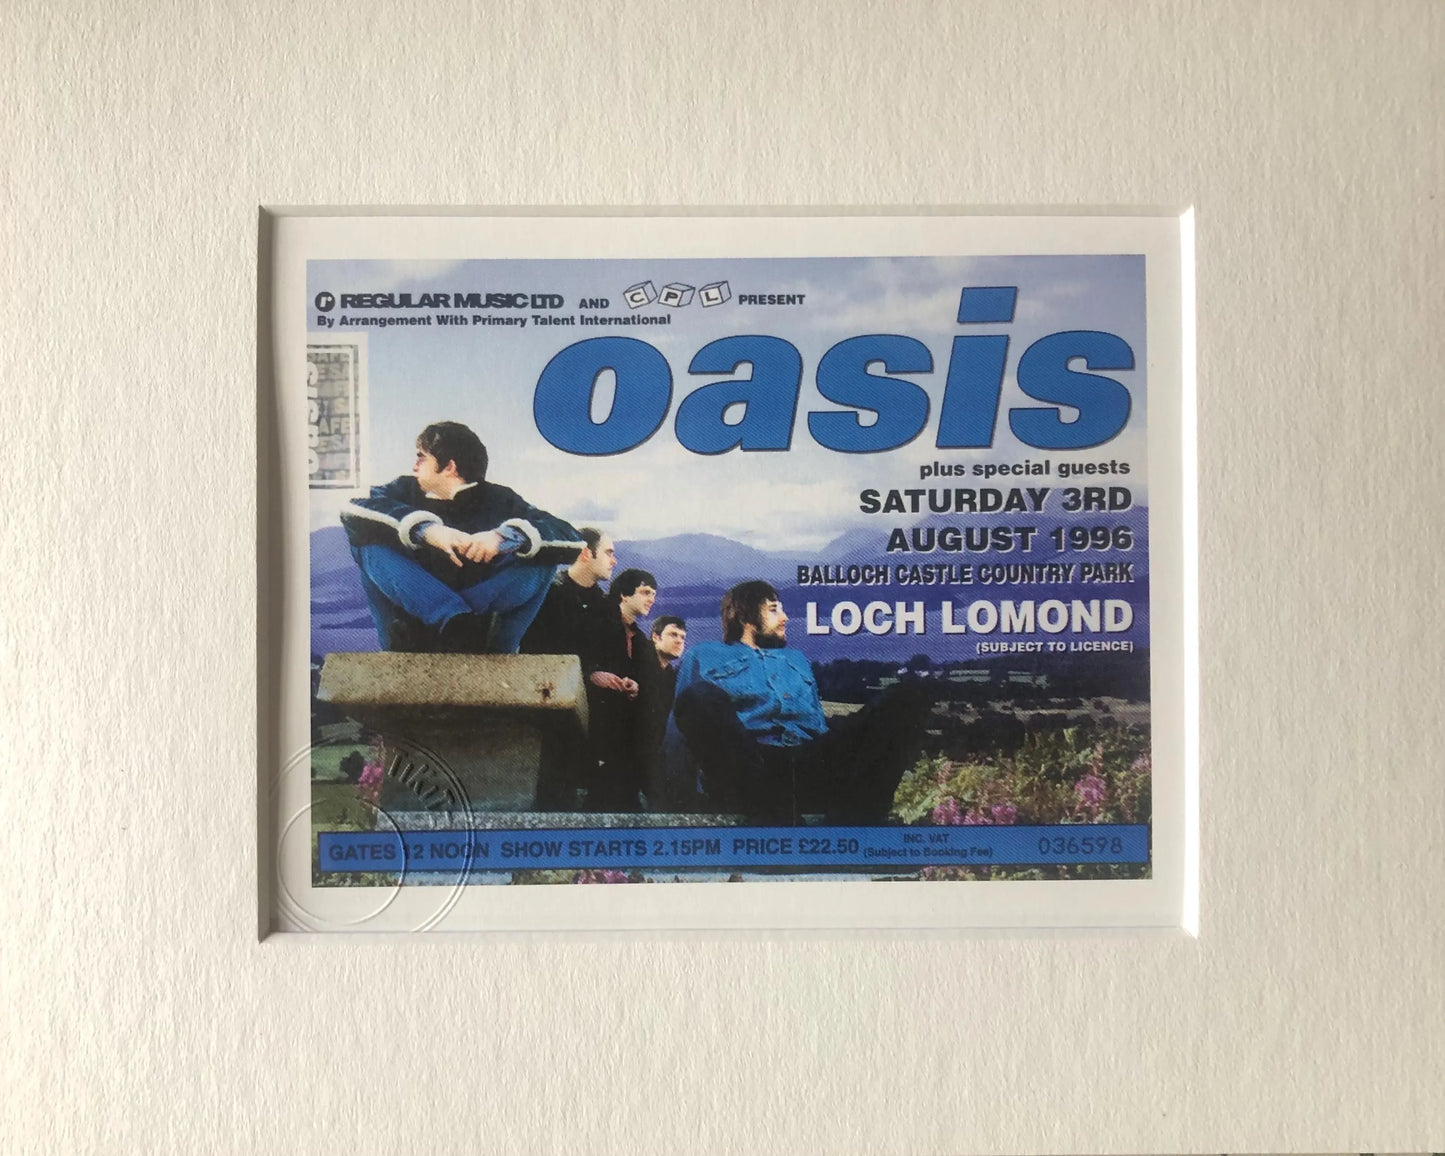 REGULAR MUSIC LTD AND CPL PRESENT
By Arrangement With Primary Talent International
oasis
plus special guests
SATURDAY 3RD
AUGUST 1996
BALLOCH CASTLE COUNTRY PARK
LOCH LOMOND
(SUBJECT TO LICENCE)
GATES 12 NOON SHOW STARTS 2.15PM PRICE £22.50 INC. VAT
(Subject to Booking Fee) 036598